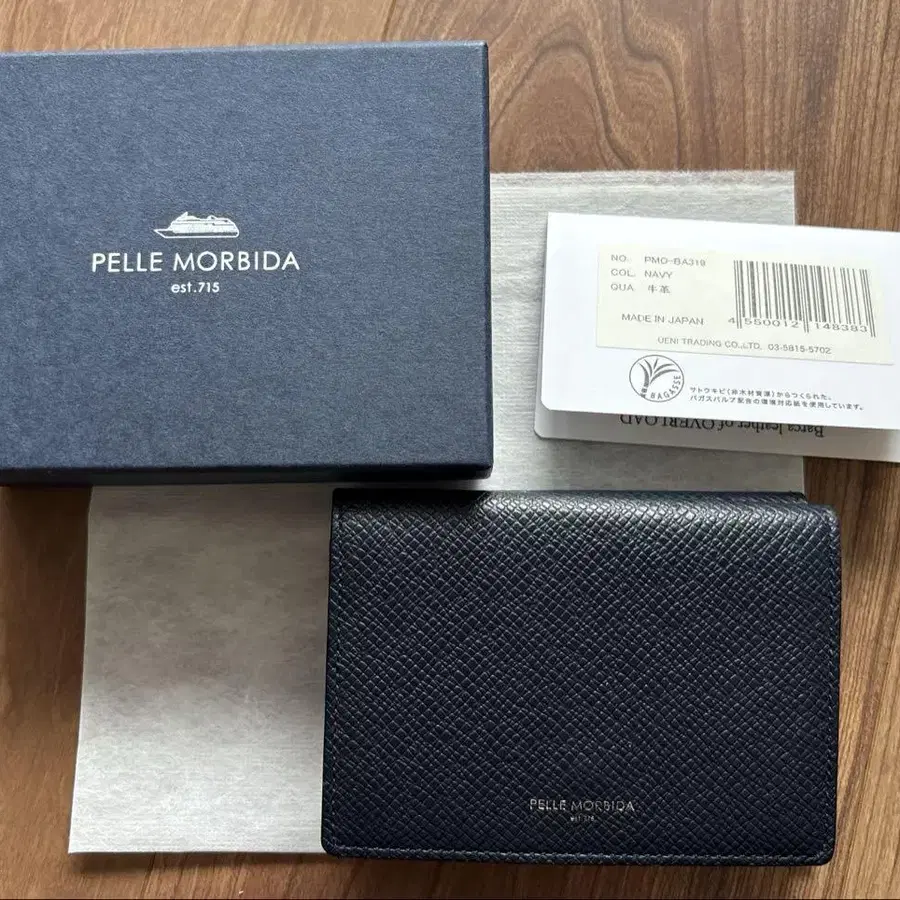 PELLE MORBIDA
est.715
NO. PMO-BA319
COL. NAVY
QUA 牛革
MADE IN JAPAN
4 550012 148383
UENI TRADING CO.,LTD. 03-5815-5702
BAGASSE
サトウキビ(非木材資源)からつくられた、
バガスパルプ配合の環境対応紙を使用しています。
Barca leather of OVERLOAD
PELLE MORBIDA
est.715